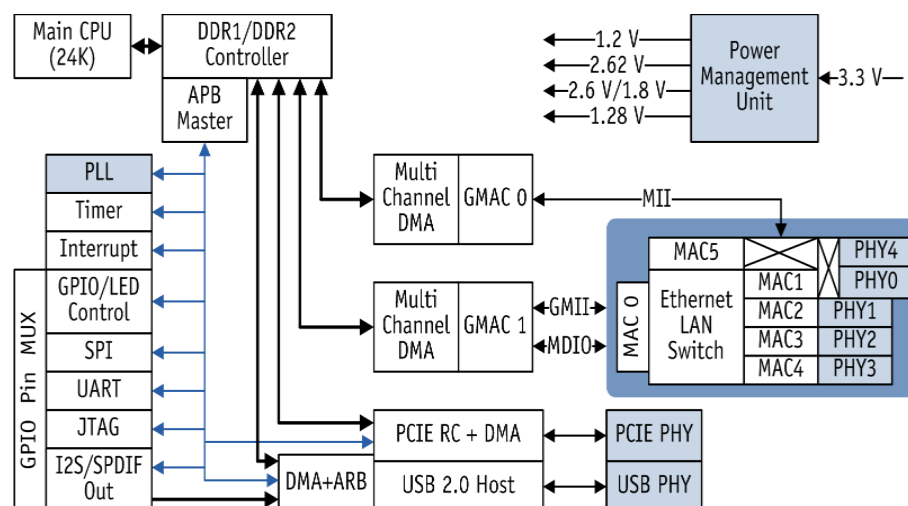 Main CPU
(24K)
DDR1/DDR2
Controller
APB
Master
1.2 V
2.62 V
2.6 V/1.8 V
1.28 V
Power
Management
Unit
3.3 V
PLL
Timer
Interrupt
GPIO/LED
Control
SPI
UART
JTAG
I2S/SPDIF
Out
GPIO Pin MUX
Multi
Channel
DMA
GMAC 0
MII
Multi
Channel
DMA
GMAC 1
GMII
MDIO
MAC 0
MAC5
Ethernet
LAN
Switch
MAC1
MAC2
MAC3
MAC4
PHY4
PHY0
PHY1
PHY2
PHY3
DMA+ARB
PCIE RC + DMA
USB 2.0 Host
PCIE PHY
USB PHY